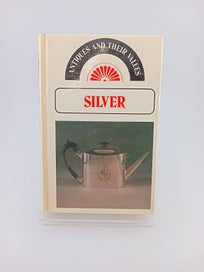 ANTIQUES AND THEIR VALUES
SILVER